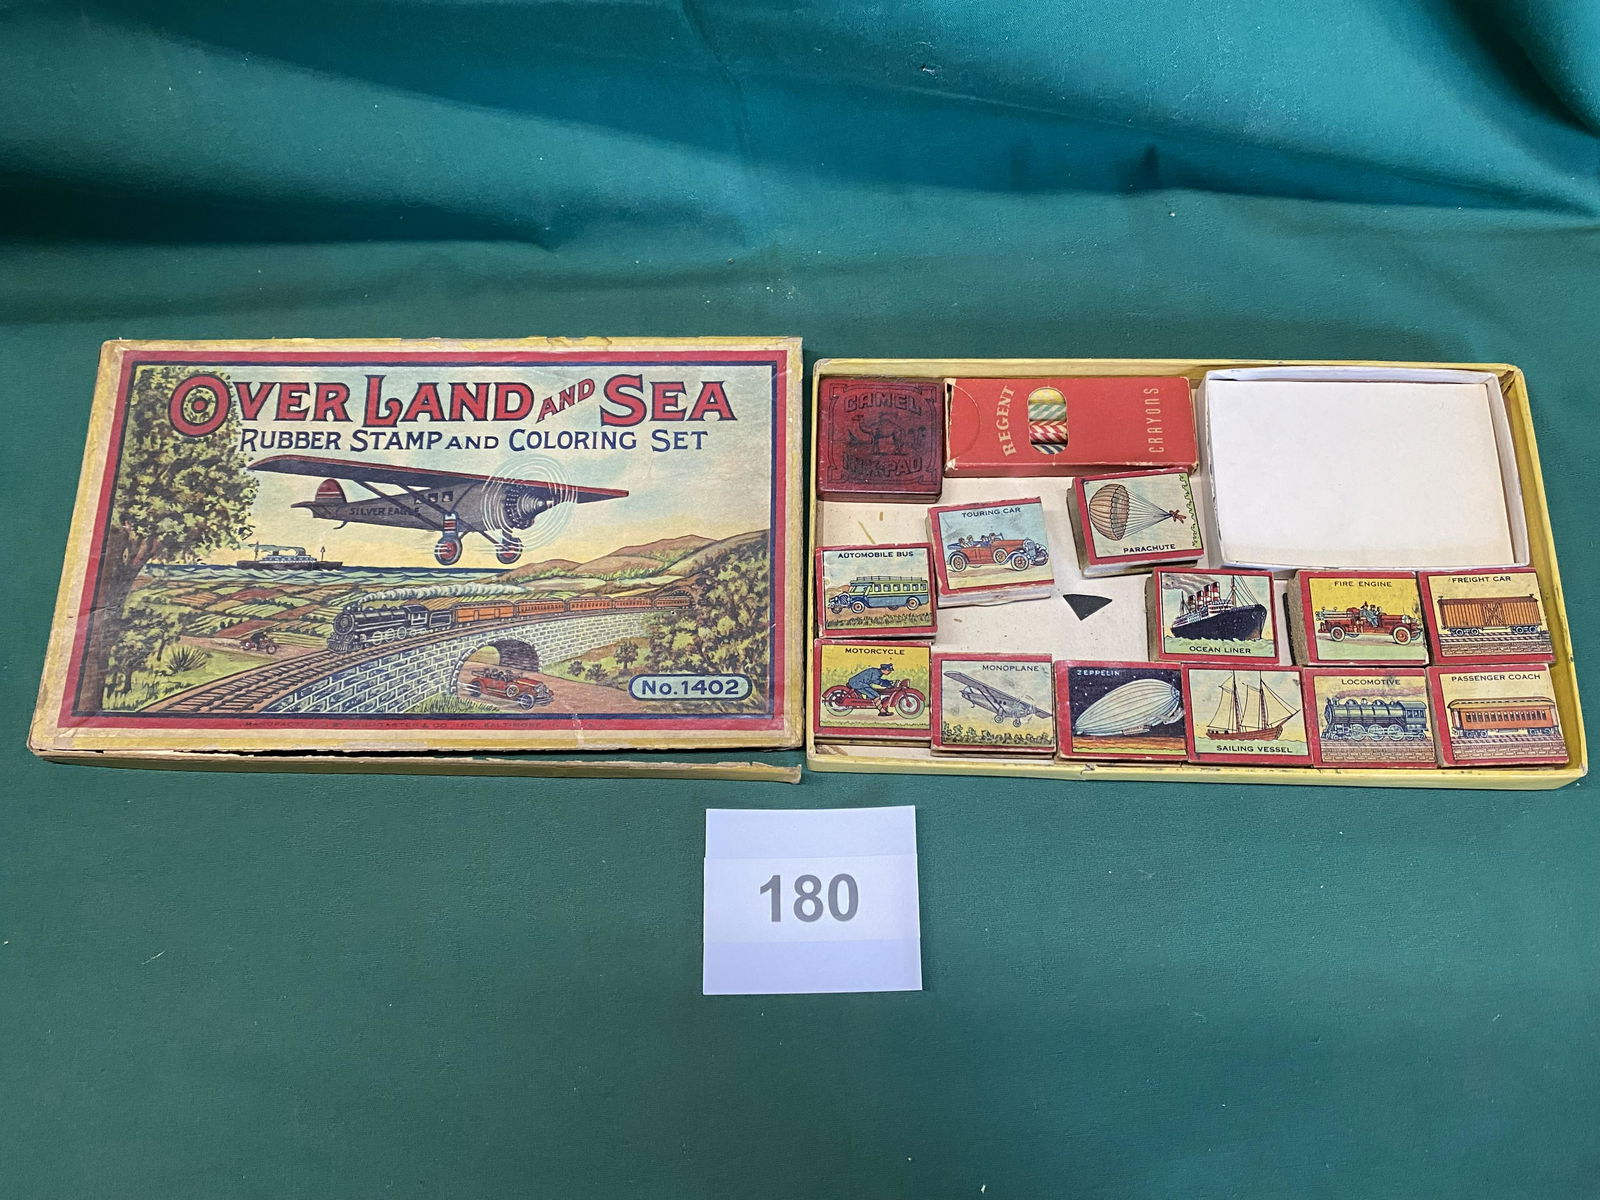 OVER LAND AND SEA
RUBBER STAMP AND COLORING SET
SILVER EAGLE
No. 1402
CAMEL
INK-PAD
REGENT
CRAYONS
TOURING CAR
PARACHUTE
AUTOMOBILE BUS
OCEAN LINER
FIRE ENGINE
FREIGHT CAR
MOTORCYCLE
MONOPLANE
ZEPPELIN
SAILING VESSEL
LOCOMOTIVE
PASSENGER COACH
180